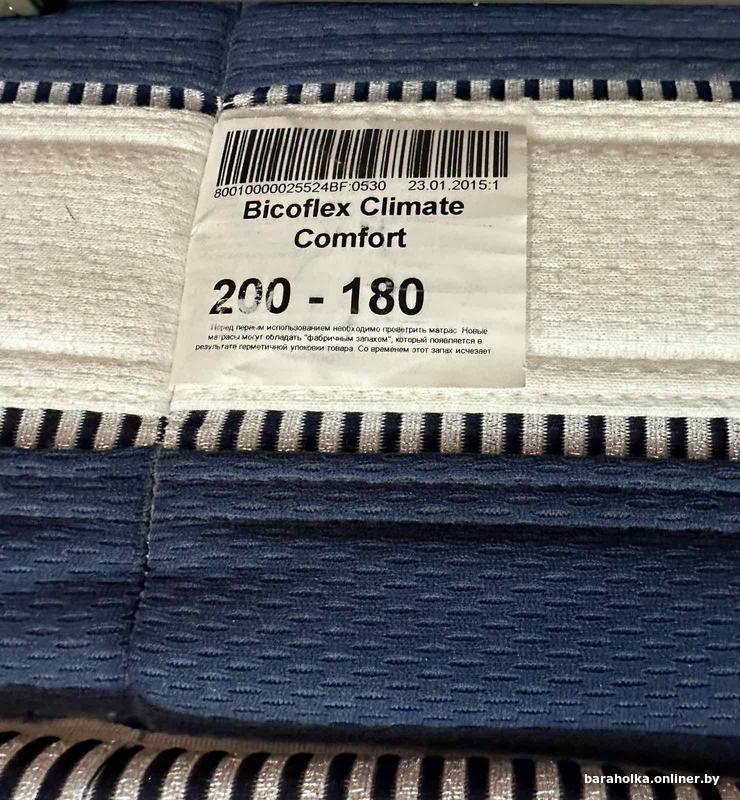 80010000025524BF:0530 23.01.2015:1
Bicoflex Climate
Comfort
200 - 180
Перед первым использованием необходимо проветрить матрас. Новые
матрасы могут обладать "фабричным запахом", который появляется в
результате герметичной упоковки товара. Со временем этот запах исчезает.
baraholka.onliner.by